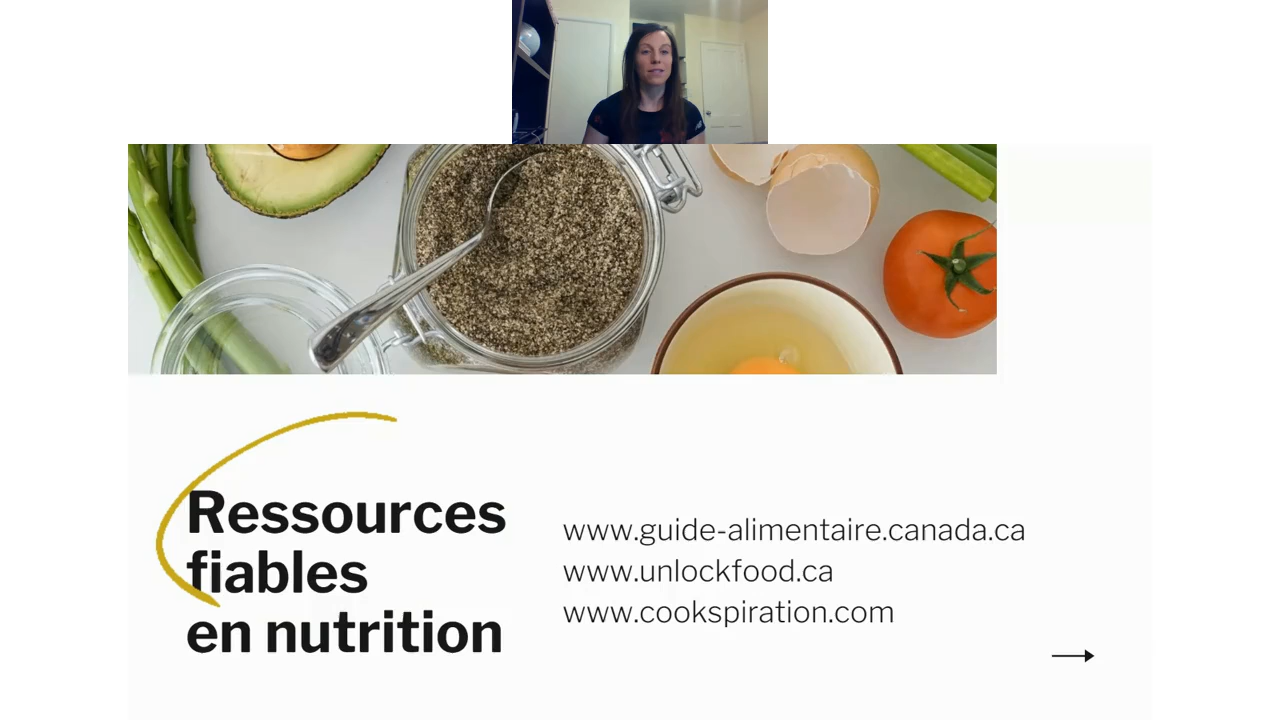 Ressources
fiables
en nutrition
www.guide-alimentaire.canada.ca
www.unlockfood.ca
www.cookspiration.com